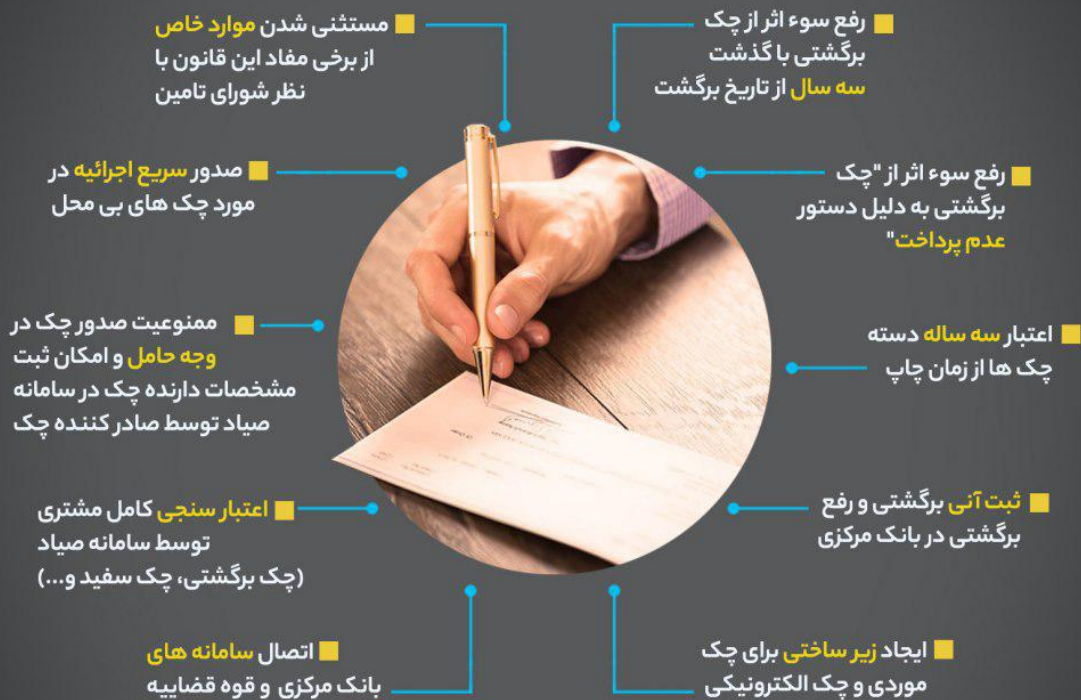 رفع سوء اثر از چک
برگشتی با گذشت
سه سال از تاریخ برگشت
رفع سوء اثر از "چک
برگشتی به دلیل دستور
عدم پرداخت"
اعتبار سه ساله دسته
چک ها از زمان چاپ
ثبت آنی برگشتی و رفع
برگشتی در بانک مرکزی
ایجاد زیر ساختی برای چک
موردی و چک الکترونیکی
مستثنی شدن موارد خاص
از برخی مفاد این قانون با
نظر شورای تامین
صدور سریع اجرائیه در
مورد چک های بی محل
ممنوعیت صدور چک در
وجه حامل و امکان ثبت
مشخصات دارنده چک در سامانه
صیاد توسط صادر کننده چک
اعتبار سنجی کامل مشتری
توسط سامانه صیاد
(چک برگشتی، چک سفید و...)
اتصال سامانه های
بانک مرکزی و قوه قضاییه